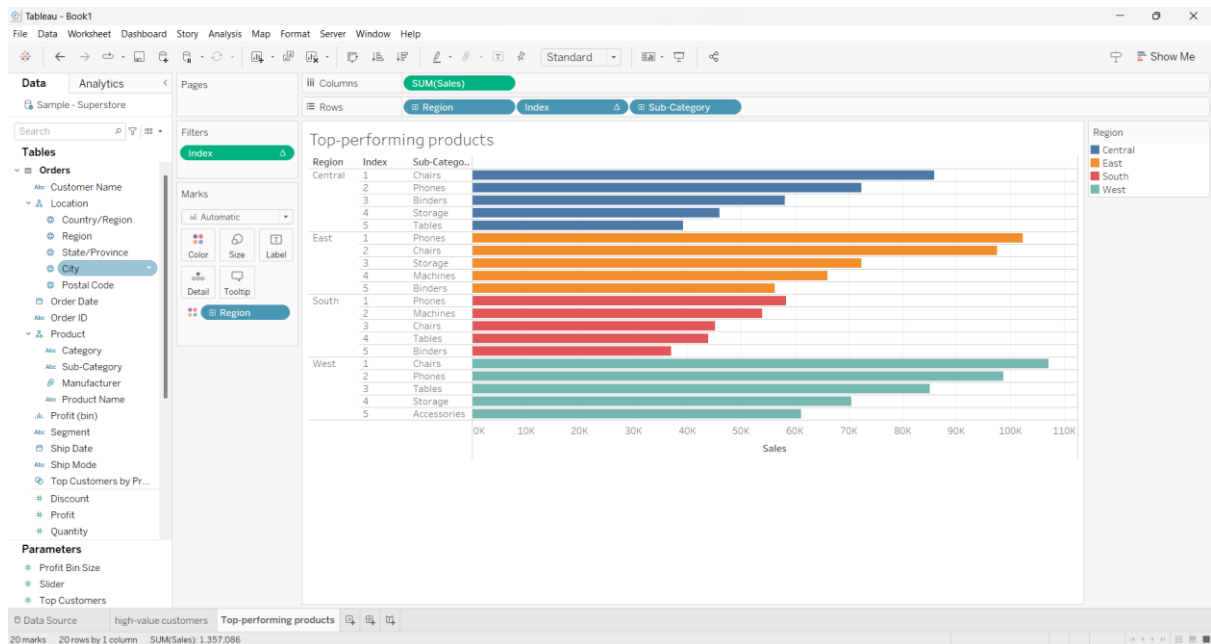 Tableau - Book1
File Data Worksheet Dashboard Story Analysis Map Format Server Window Help
Standard
Show Me
Data Analytics
Sample - Superstore
Search
Tables
Orders
Abc Customer Name
Location
Country/Region
Region
State/Province
City
Postal Code
Order Date
Abc Order ID
Product
Abc Category
Abc Sub-Category
Manufacturer
Abc Product Name
Profit (bin)
Abc Segment
Ship Date
Abc Ship Mode
Top Customers by Pr...
# Discount
# Profit
# Quantity
Parameters
# Profit Bin Size
# Slider
# Top Customers
Pages
Filters
Index
Marks
Automatic
Color Size Label
Detail Tooltip
Region
Columns SUM(Sales)
Rows Region Index Sub-Category
Top-performing products
Region Index Sub-Catego..
Central 1 Chairs
2 Phones
3 Binders
4 Storage
5 Tables
East 1 Phones
2 Chairs
3 Storage
4 Machines
5 Binders
South 1 Phones
2 Machines
3 Chairs
4 Tables
5 Binders
West 1 Chairs
2 Phones
3 Tables
4 Storage
5 Accessories
0K 10K 20K 30K 40K 50K 60K 70K 80K 90K 100K 110K
Sales
Region
Central
East
South
West
Data Source high-value customers Top-performing products
20 marks 20 rows by 1 column SUM(Sales): 1,357,086